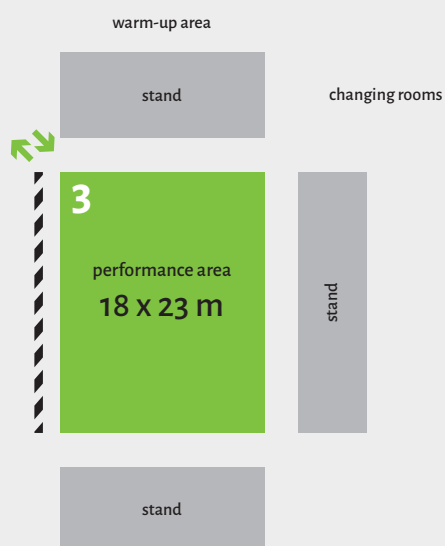 warm-up area
stand
changing rooms
3
performance area
18 x 23 m
stand
stand